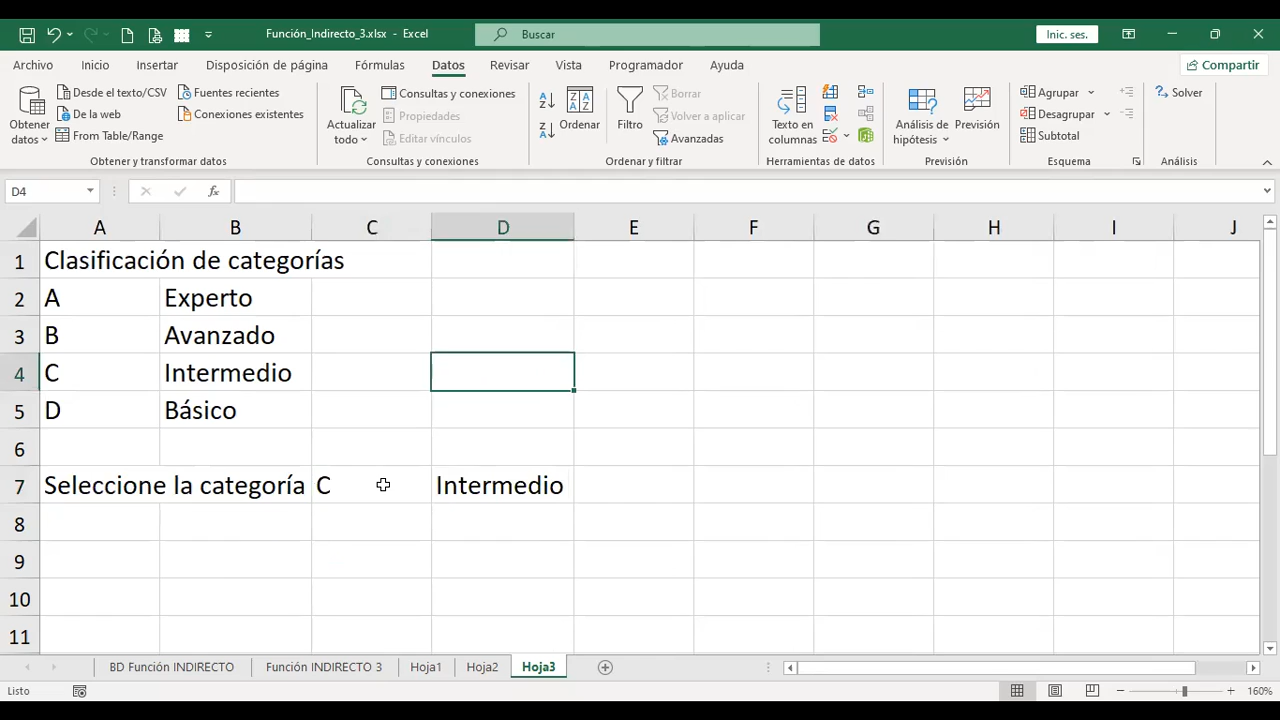 Función_Indirecto_3.xlsx - Excel
Buscar
Inic. ses.
Archivo Inicio Insertar Disposición de página Fórmulas Datos Revisar Vista Programador Ayuda Compartir
Obtener datos
Desde el texto/CSV
De la web
From Table/Range
Fuentes recientes
Conexiones existentes
Obtener y transformar datos
Actualizar todo
Consultas y conexiones
Propiedades
Editar vínculos
Consultas y conexiones
Ordenar
Filtro
Borrar
Volver a aplicar
Avanzadas
Ordenar y filtrar
Texto en columnas
Herramientas de datos
Análisis de hipótesis
Previsión
Previsión
Agrupar
Desagrupar
Subtotal
Esquema
Solver
Análisis
D4 fx
A B C D E F G H I J
1 Clasificación de categorías
2 A Experto
3 B Avanzado
4 C Intermedio
5 D Básico
6
7 Seleccione la categoría C Intermedio
8
9
10
11
BD Función INDIRECTO Función INDIRECTO 3 Hoja1 Hoja2 Hoja3
Listo 160%